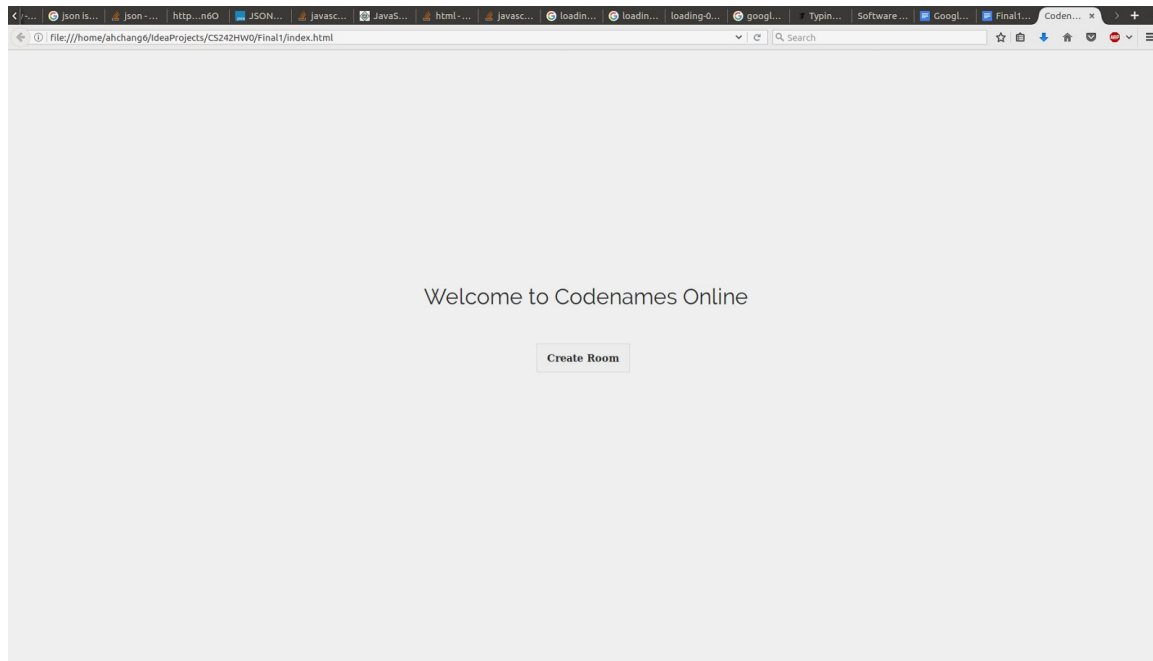 y-... json is... json - ... http...n6O JSON... javasc... JavaS... html - ... javasc... loadin... loadin... loading-0... googl... Typin... Software ... Googl... Final1... Coden...
file:///home/ahchang6/IdeaProjects/CS242HW0/Final1/index.html Search ABP
Welcome to Codenames Online
Create Room